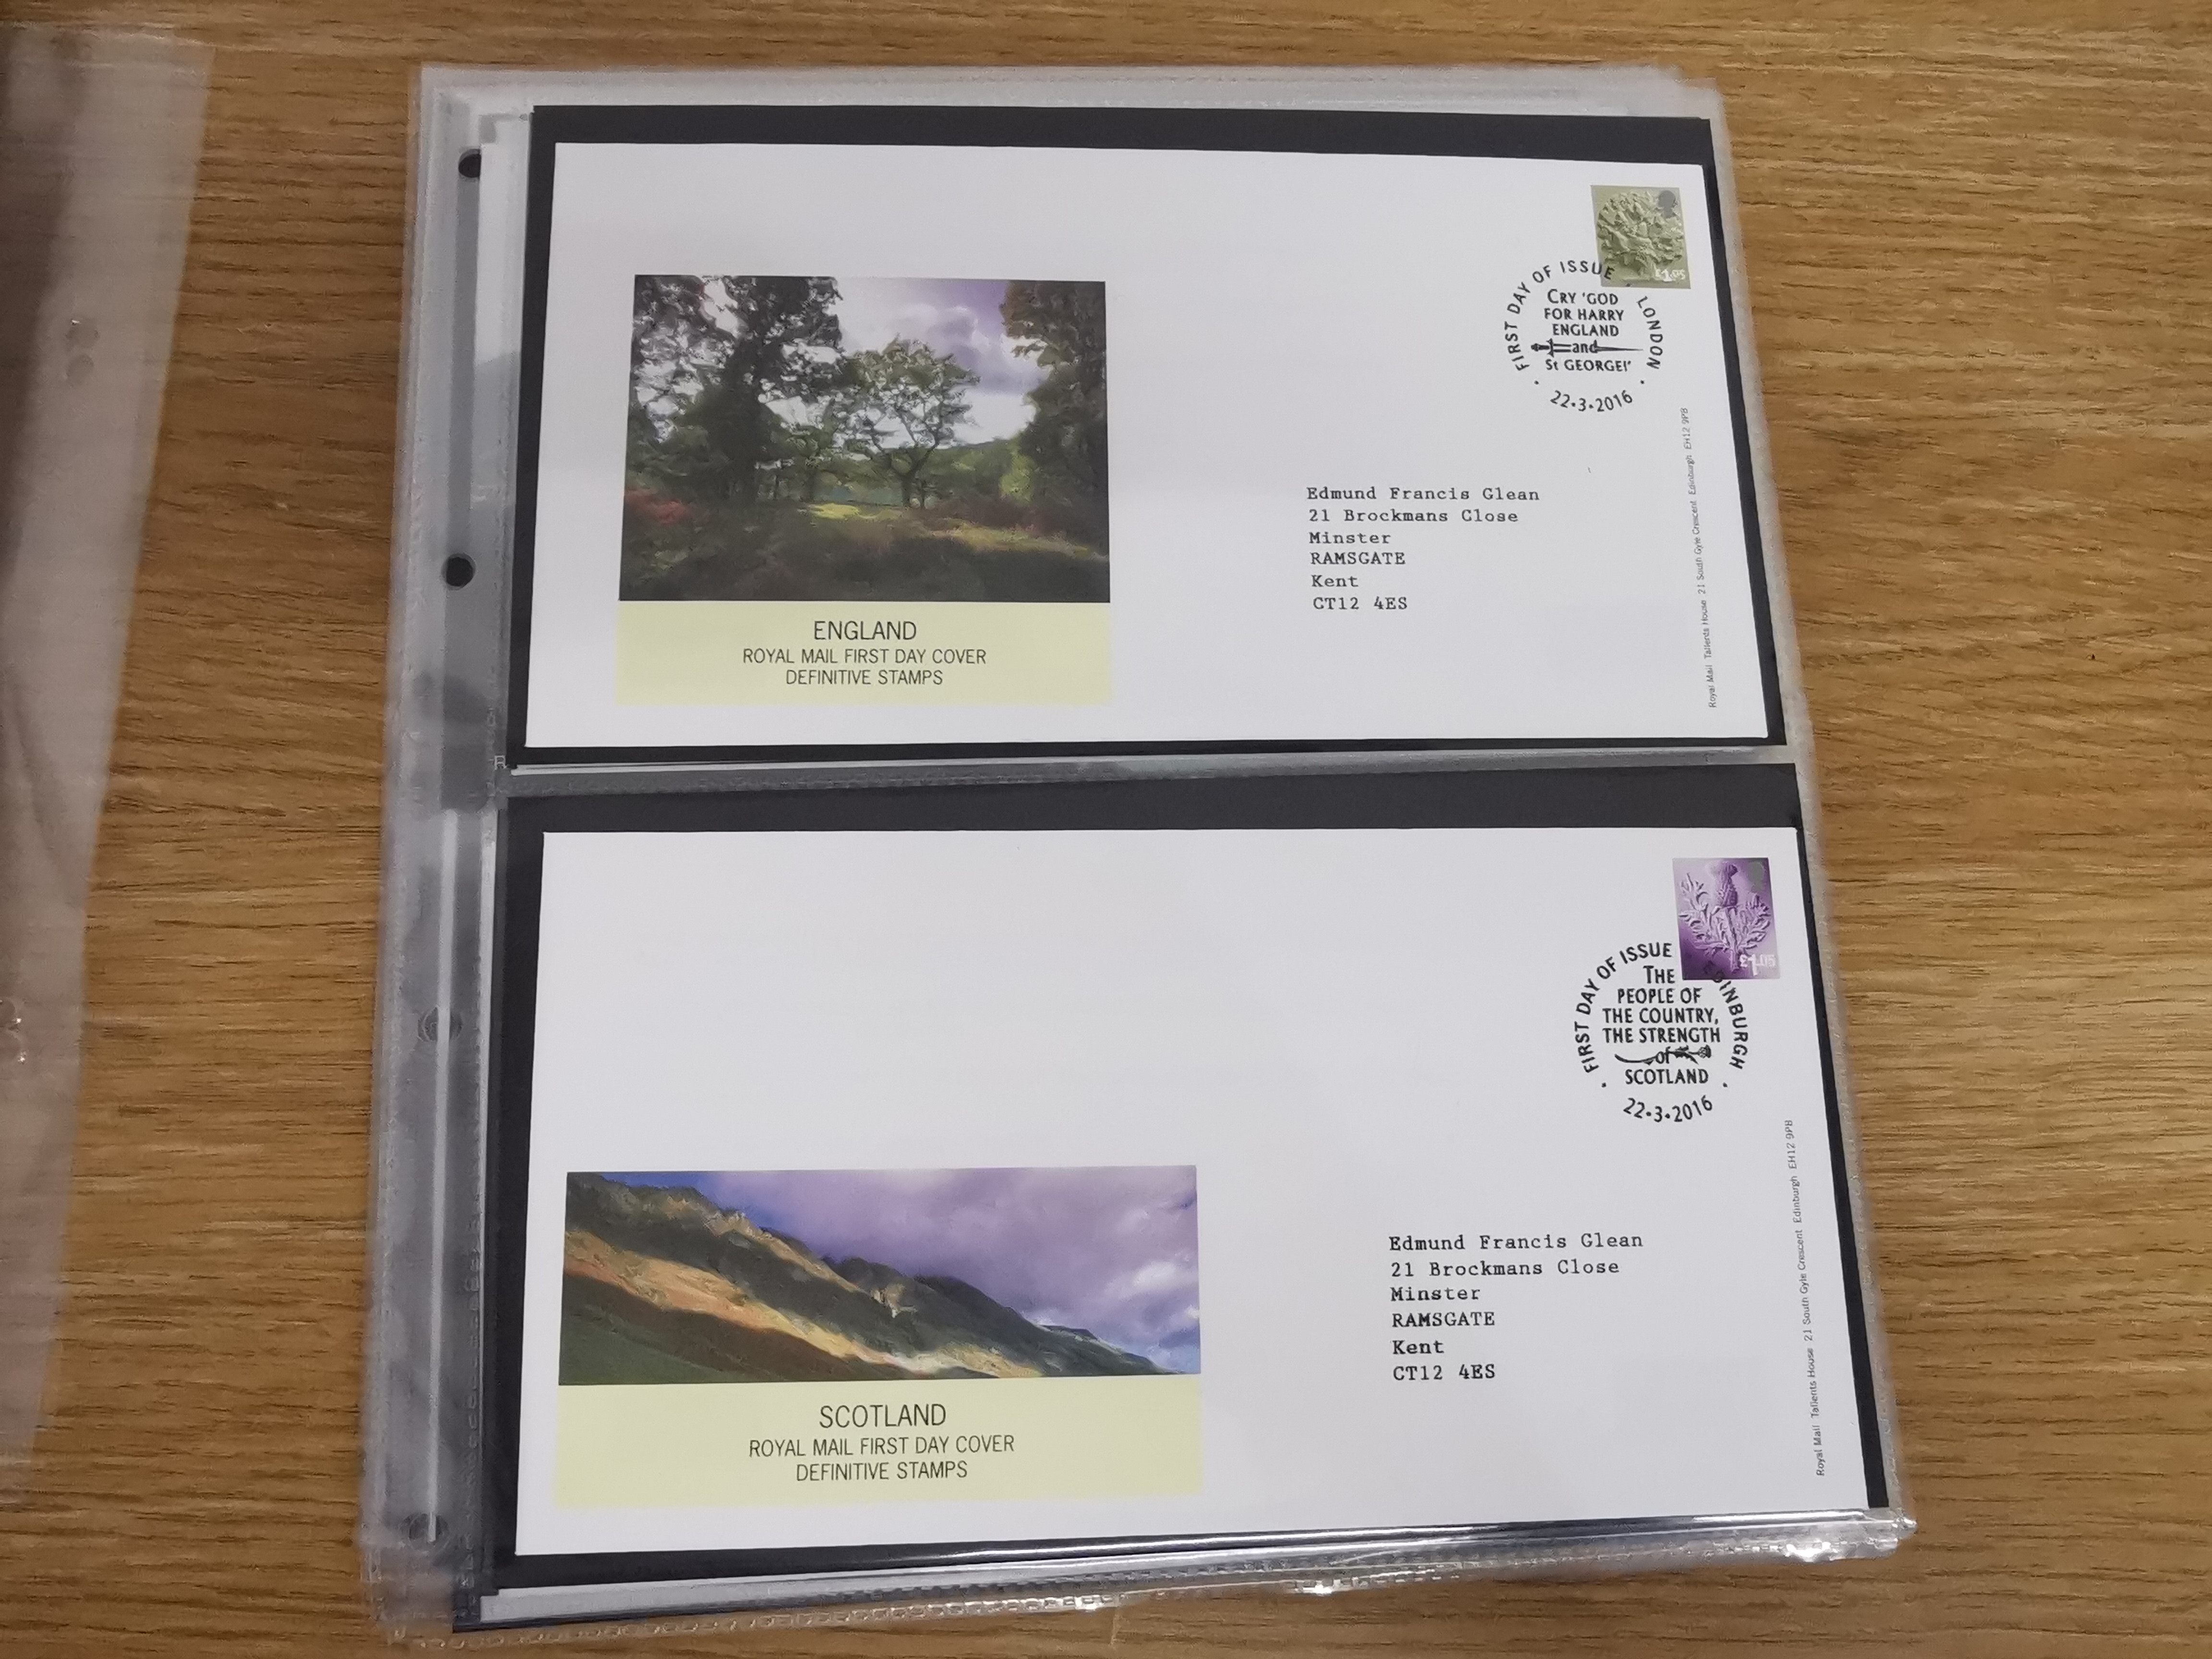 £1.05
FIRST DAY OF ISSUE · LONDON
CRY 'GOD
FOR HARRY
ENGLAND
and
St GEORGE!'
· 22·3·2016 ·
Edmund Francis Glean
21 Brockmans Close
Minster
RAMSGATE
Kent
CT12 4ES
Royal Mail Tallents House 21 South Gyle Crescent Edinburgh EH12 9PB
ENGLAND
ROYAL MAIL FIRST DAY COVER
DEFINITIVE STAMPS
£1.05
FIRST DAY OF ISSUE EDINBURGH
THE
PEOPLE OF
THE COUNTRY,
THE STRENGTH
of
SCOTLAND
· 22·3·2016 ·
Edmund Francis Glean
21 Brockmans Close
Minster
RAMSGATE
Kent
CT12 4ES
Royal Mail Tallents House 21 South Gyle Crescent Edinburgh EH12 9PB
SCOTLAND
ROYAL MAIL FIRST DAY COVER
DEFINITIVE STAMPS